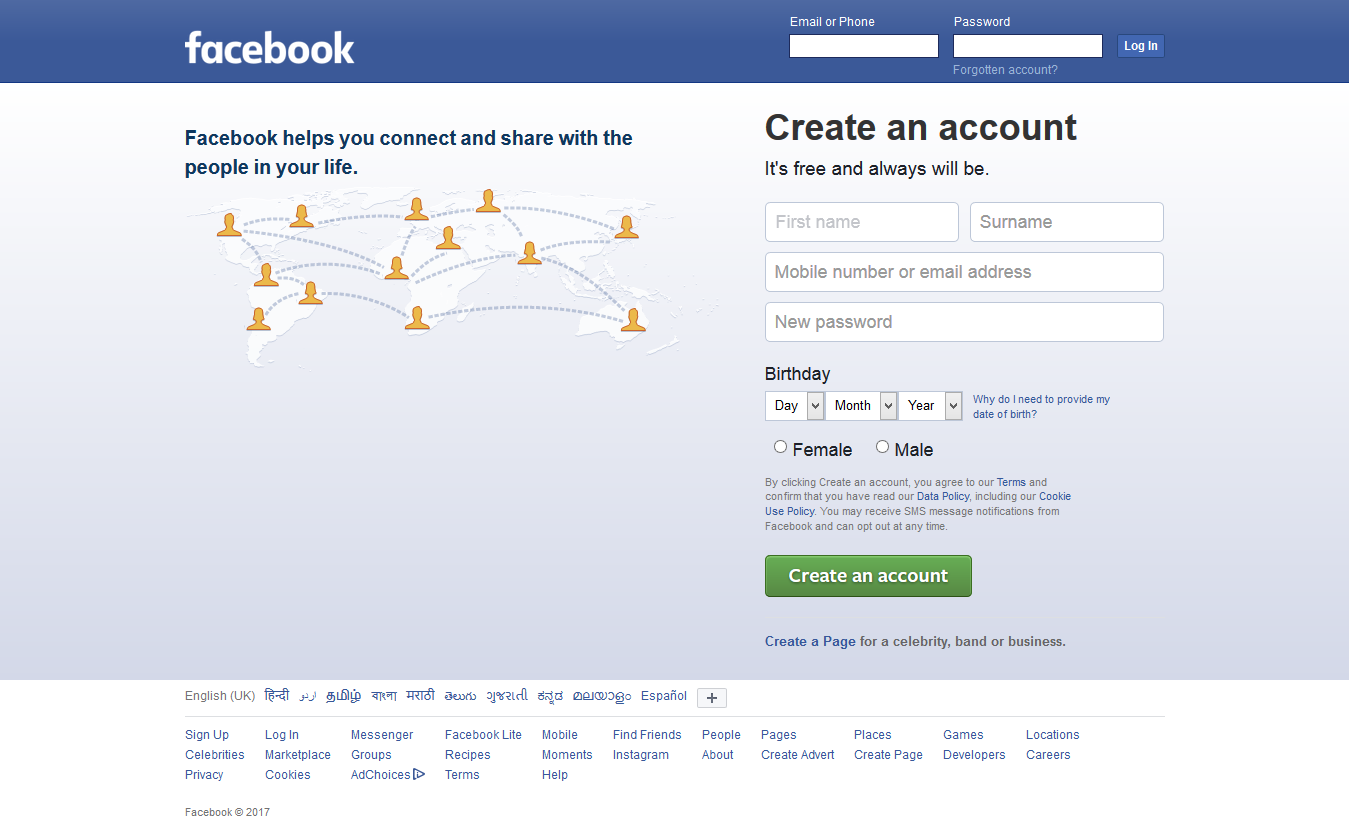 facebook
Email or Phone
Password
Log In
Forgotten account?
Facebook helps you connect and share with the
people in your life.
Create an account
It's free and always will be.
First name
Surname
Mobile number or email address
New password
Birthday
Day Month Year
Why do I need to provide my
date of birth?
Female Male
By clicking Create an account, you agree to our Terms and
confirm that you have read our Data Policy, including our Cookie
Use Policy. You may receive SMS message notifications from
Facebook and can opt out at any time.
Create an account
Create a Page for a celebrity, band or business.
English (UK) हिन्दी اردو தமிழ் বাংলা मराठी తెలుగు ગુજરાતી ಕನ್ನಡ മലയാളം Español +
Sign Up Log In Messenger Facebook Lite Mobile Find Friends People Pages Places Games Locations
Celebrities Marketplace Groups Recipes Moments Instagram About Create Advert Create Page Developers Careers
Privacy Cookies AdChoices Terms Help
Facebook © 2017